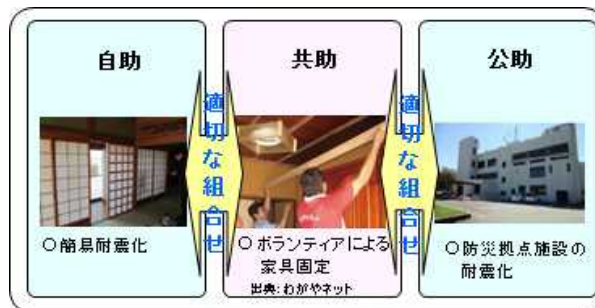 自助
適切な組合せ
○簡易耐震化
共助
○ボランティアによる
家具固定
出典:わがやネット
適切な組合せ
公助
○防災拠点施設の
耐震化